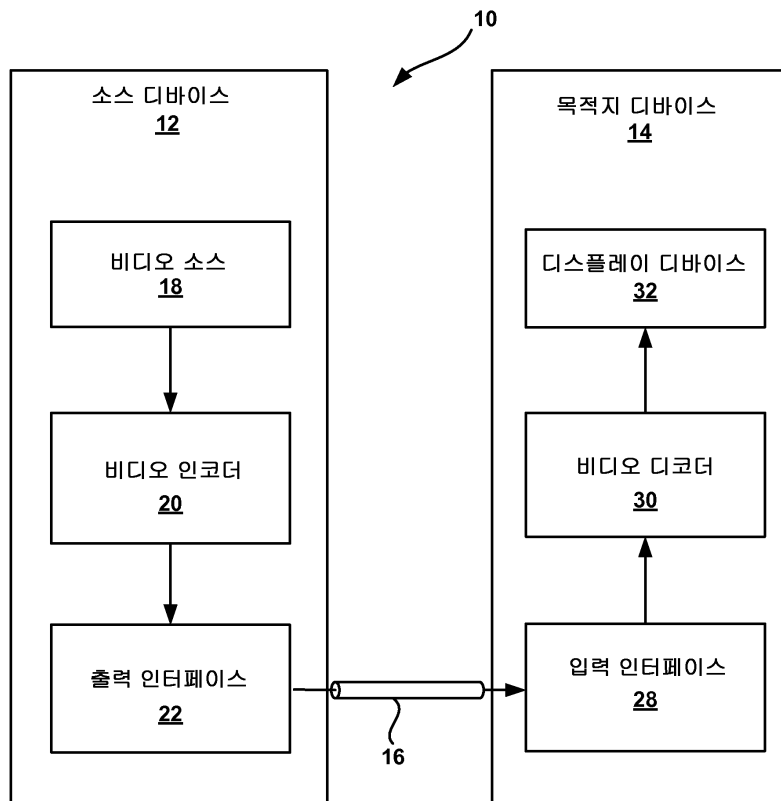 10
소스 디바이스
12
비디오 소스
18
비디오 인코더
20
출력 인터페이스
22
16
목적지 디바이스
14
디스플레이 디바이스
32
비디오 디코더
30
입력 인터페이스
28